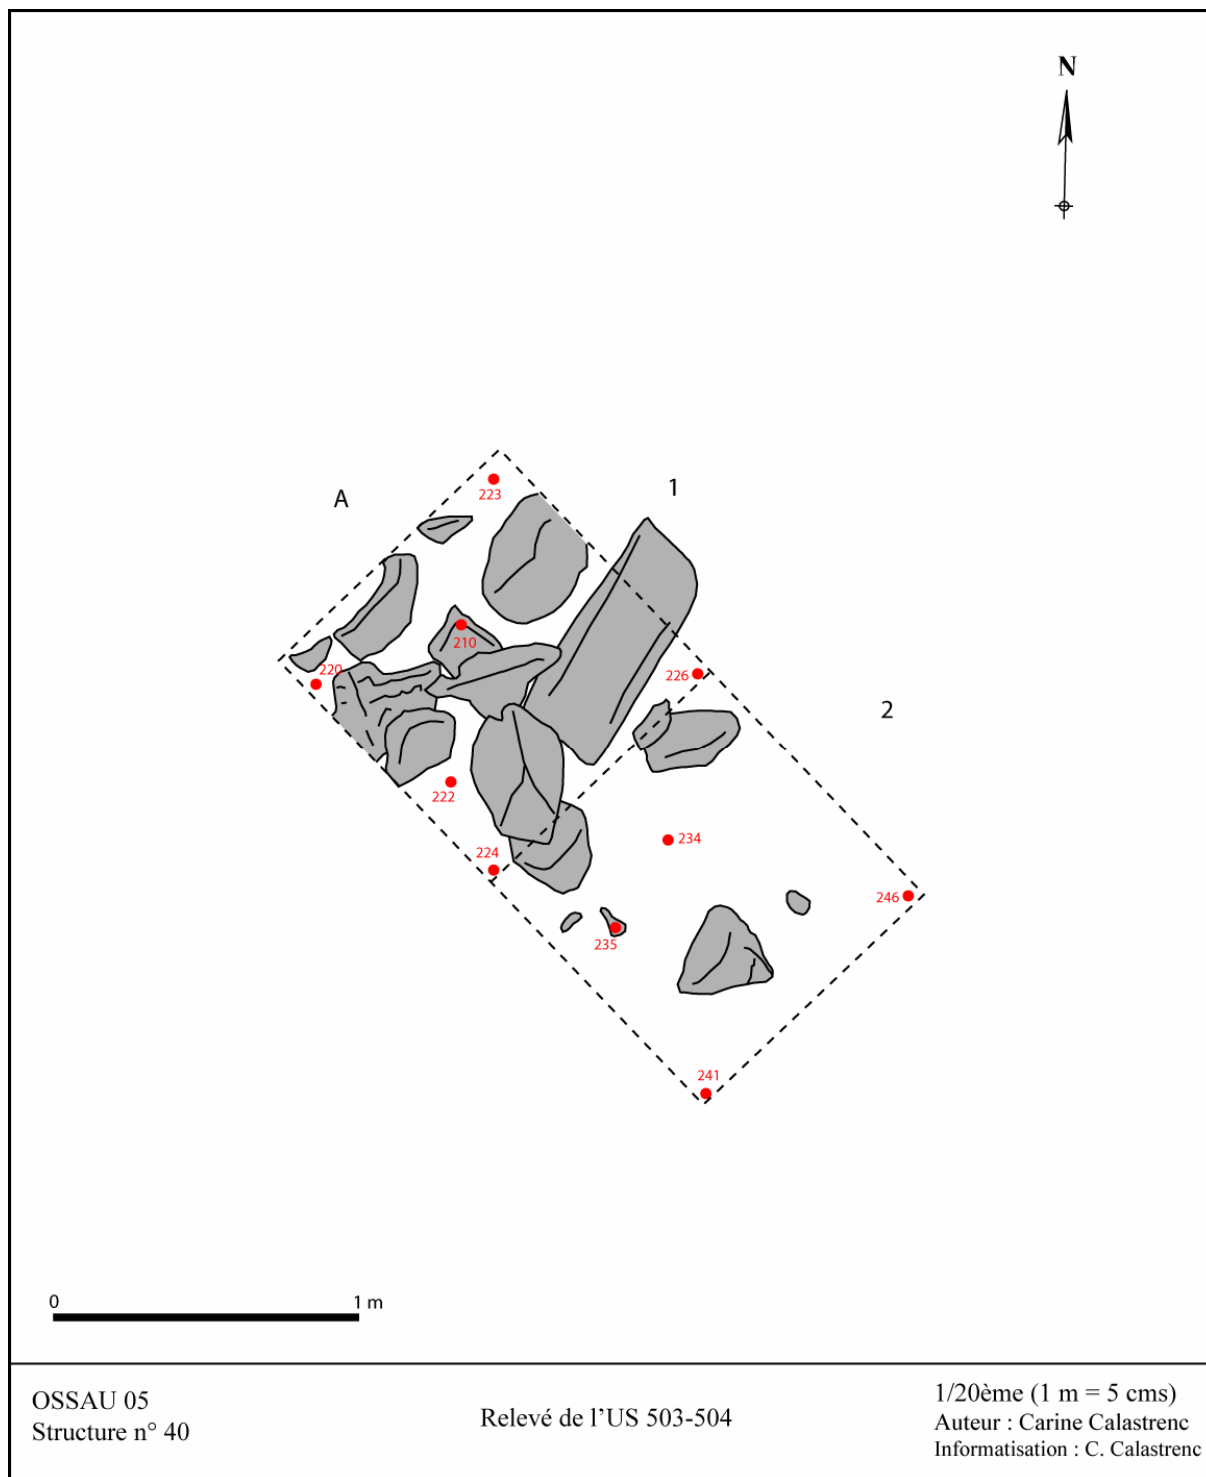 N
A
1
223
210
220
226
2
222
234
224
246
235
241
0
1 m
OSSAU 05
Structure n° 40
Relevé de l'US 503-504
1/20ème (1 m = 5 cms)
Auteur : Carine Calastrenc
Informatisation : C. Calastrenc